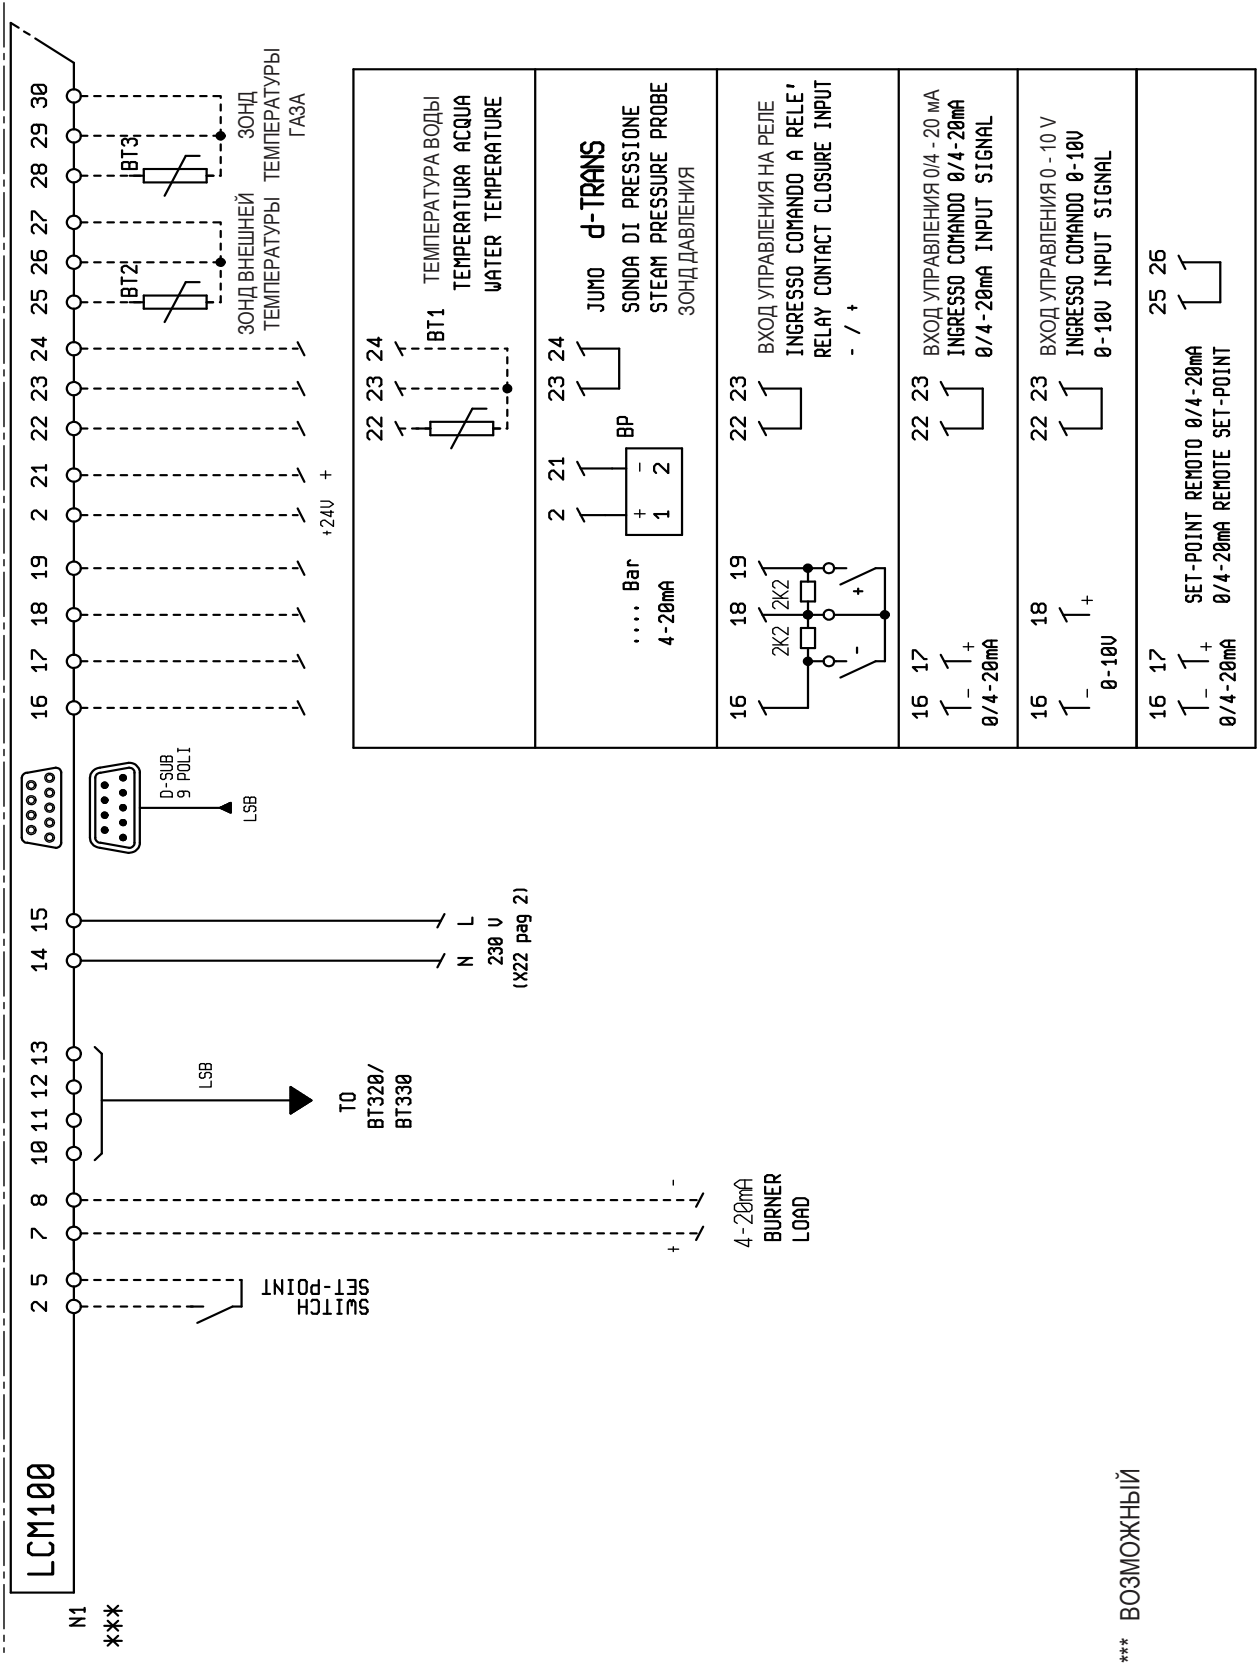 N1
***
LCM100
2 5 7 8 10 11 12 13 14 15 16 17 18 19 2 21 22 23 24 25 26 27 28 29 30
SWITCH
SET-POINT
+ -
4-20mA
BURNER
LOAD
LSB
TO
BT320/
BT330
N L
230 V
(X22 pag 2)
D-SUB
9 POLI
LSB
+24V +
BT2
ЗОНД ВНЕШНЕЙ
ТЕМПЕРАТУРЫ
BT3
ЗОНД
ТЕМПЕРАТУРЫ
ГАЗА
22 23 24
BT1
ТЕМПЕРАТУРА ВОДЫ
TEMPERATURA ACQUA
WATER TEMPERATURE
2 21 23 24
+ -
1 2
BP
.... Bar
4-20mA
JUMO d-TRANS
SONDA DI PRESSIONE
STEAM PRESSURE PROBE
ЗОНД ДАВЛЕНИЯ
16 18 19 22 23
2K2 2K2
- +
ВХОД УПРАВЛЕНИЯ НА РЕЛЕ
INGRESSO COMANDO A RELE'
RELAY CONTACT CLOSURE INPUT
- / +
16 17 22 23
- +
0/4-20mA
ВХОД УПРАВЛЕНИЯ 0/4 - 20 мА
INGRESSO COMANDO 0/4-20mA
0/4-20mA INPUT SIGNAL
16 18 22 23
- +
0-10V
ВХОД УПРАВЛЕНИЯ 0 - 10 V
INGRESSO COMANDO 0-10V
0-10V INPUT SIGNAL
16 17 25 26
- +
0/4-20mA
SET-POINT REMOTO 0/4-20mA
0/4-20mA REMOTE SET-POINT
*** ВОЗМОЖНЫЙ